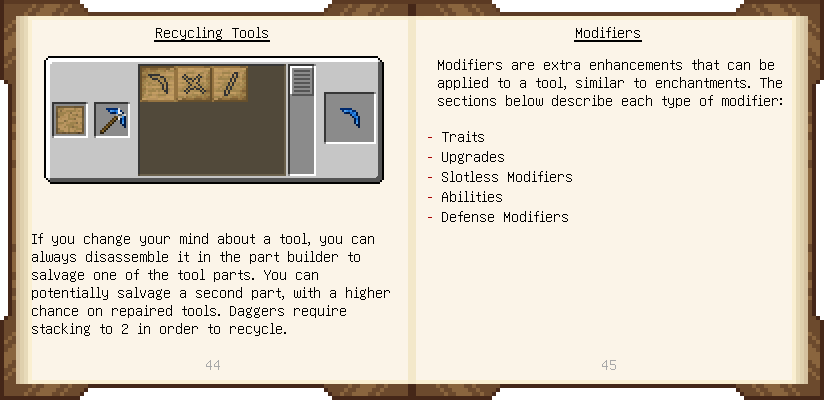 Recycling Tools
If you change your mind about a tool, you can
always disassemble it in the part builder to
salvage one of the tool parts. You can
potentially salvage a second part, with a higher
chance on repaired tools. Daggers require
stacking to 2 in order to recycle.
44
Modifiers
Modifiers are extra enhancements that can be
applied to a tool, similar to enchantments. The
sections below describe each type of modifier:
- Traits
- Upgrades
- Slotless Modifiers
- Abilities
- Defense Modifiers
45